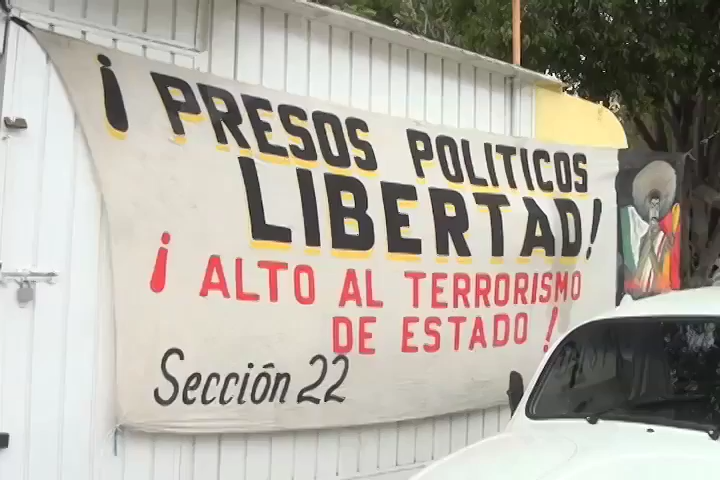 ¡ PRESOS POLITICOS
LIBERTAD!
¡ ALTO AL TERRORISMO
DE ESTADO !
Sección 22